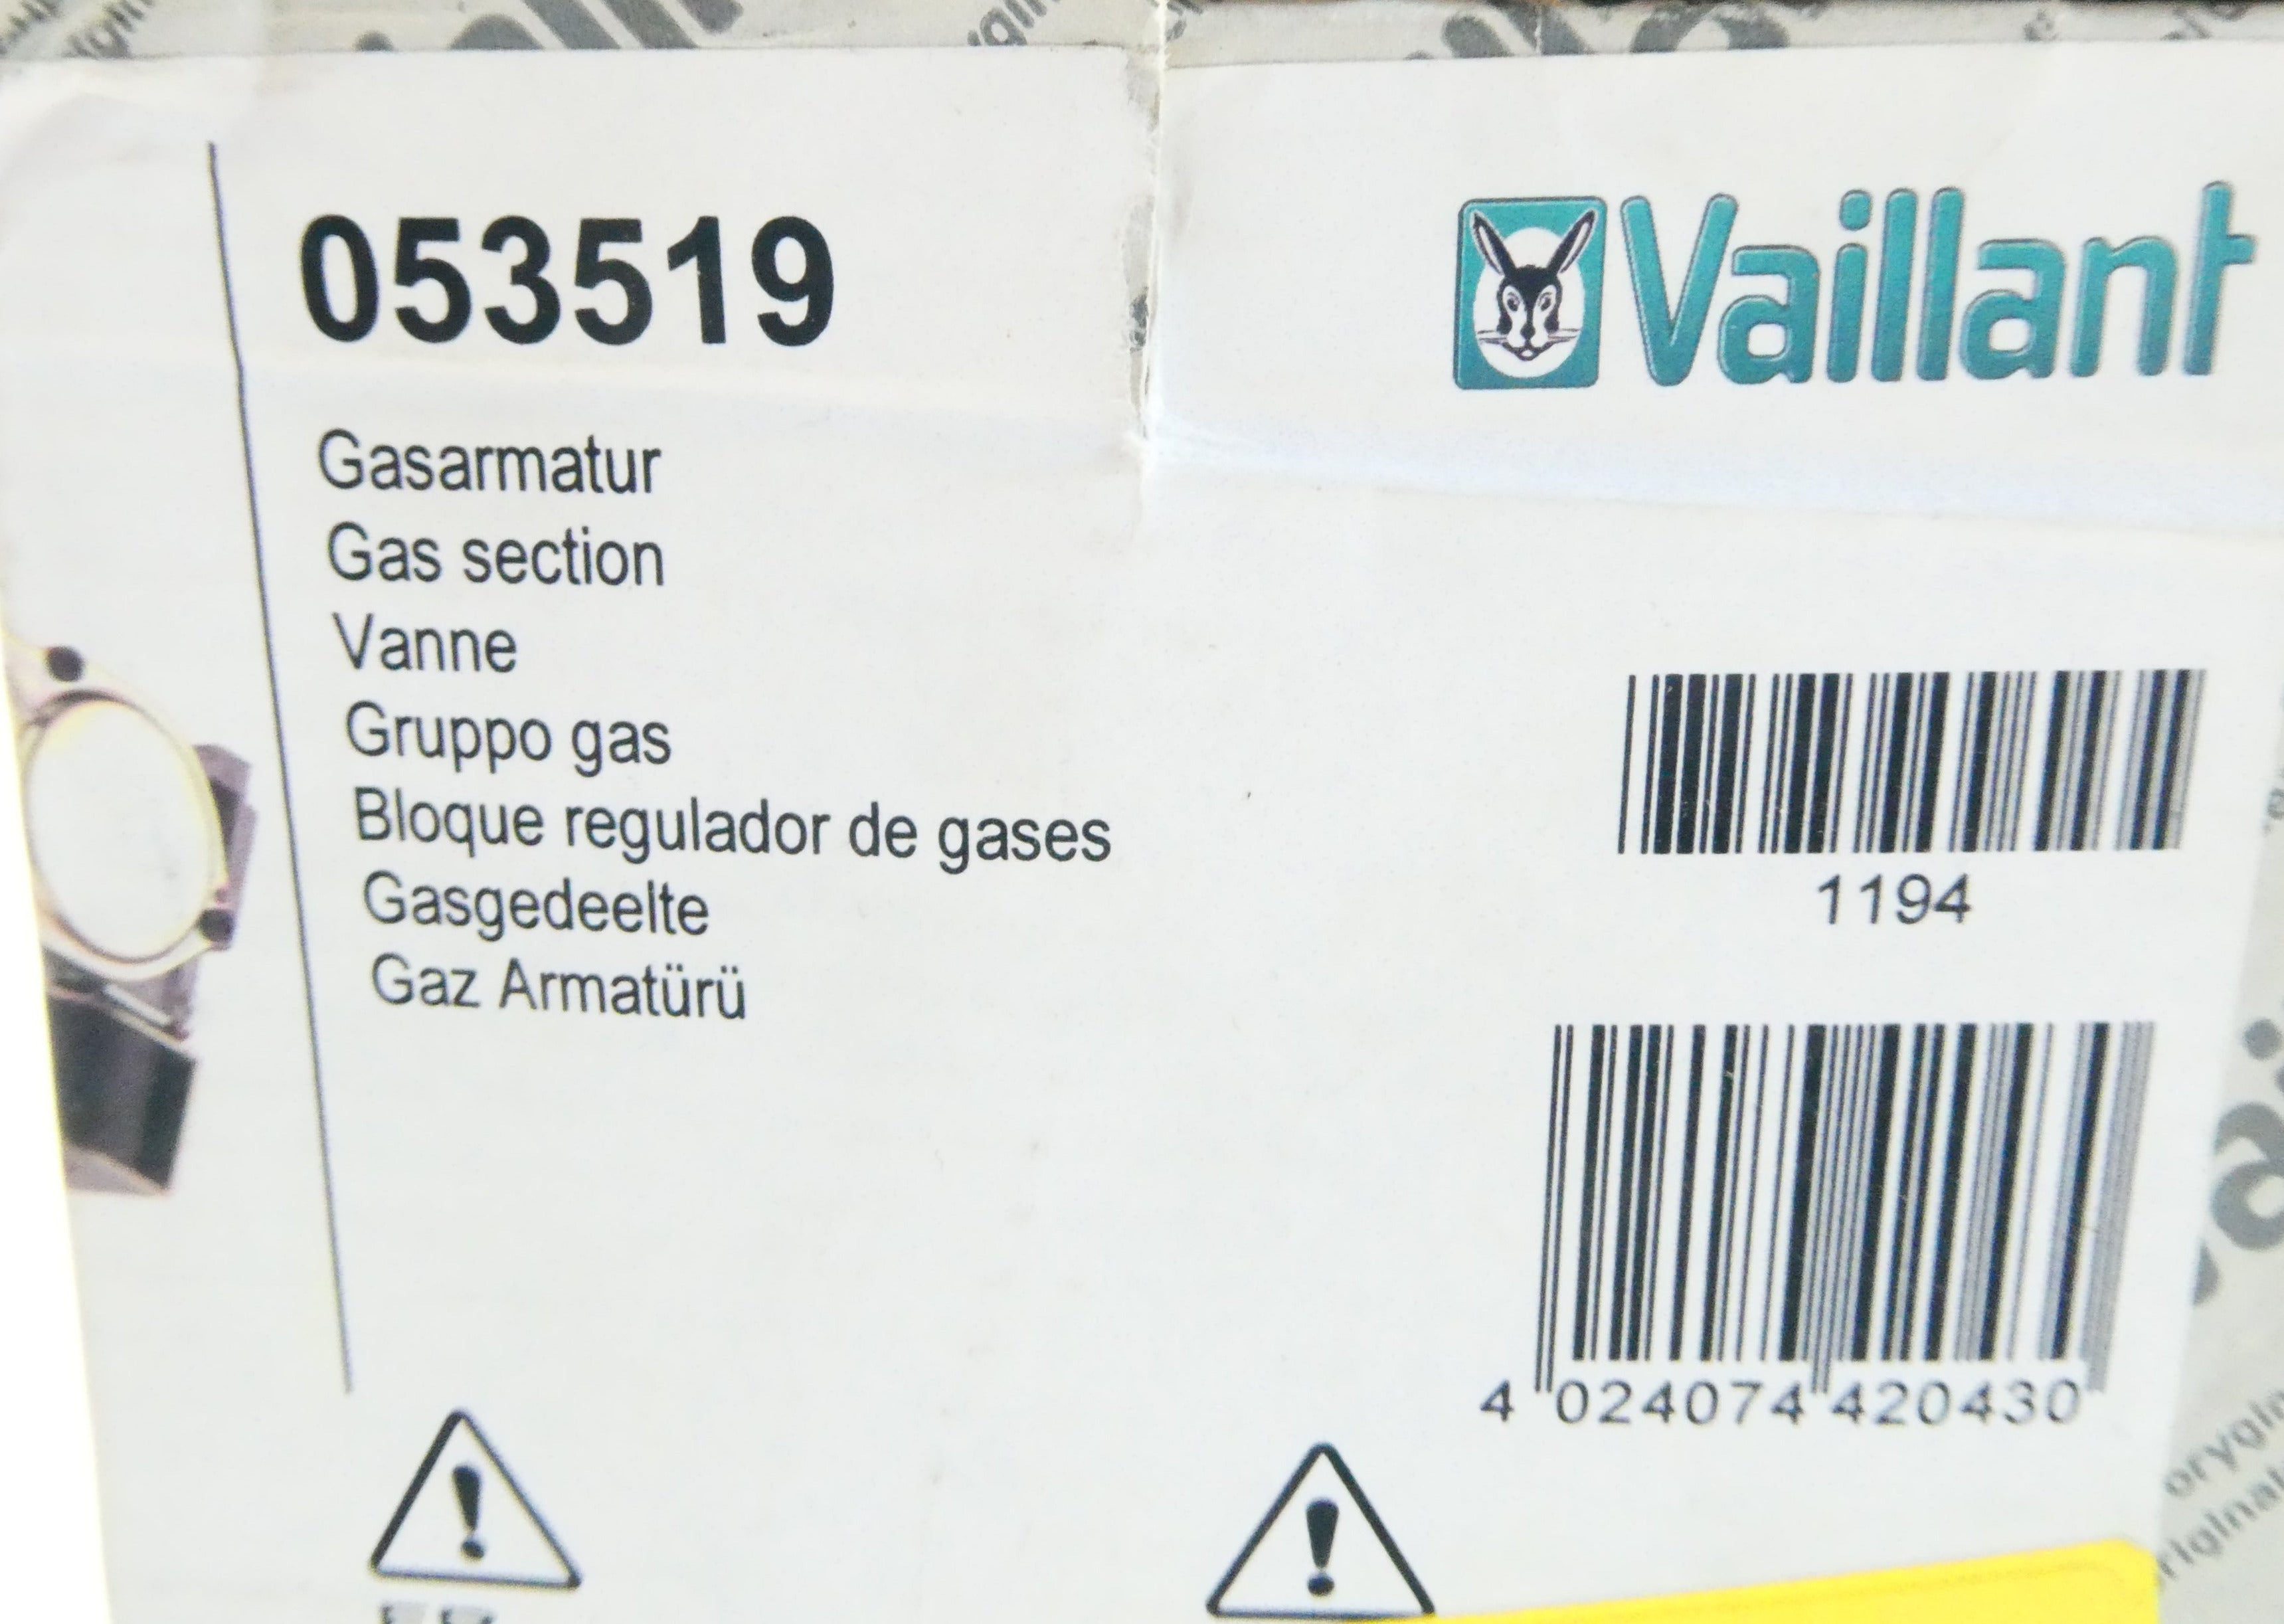 053519
Vaillant
Gasarmatur
Gas section
Vanne
Gruppo gas
Bloque regulador de gases
Gasgedeelte
Gaz Armatürü
1194
4 024074 420430